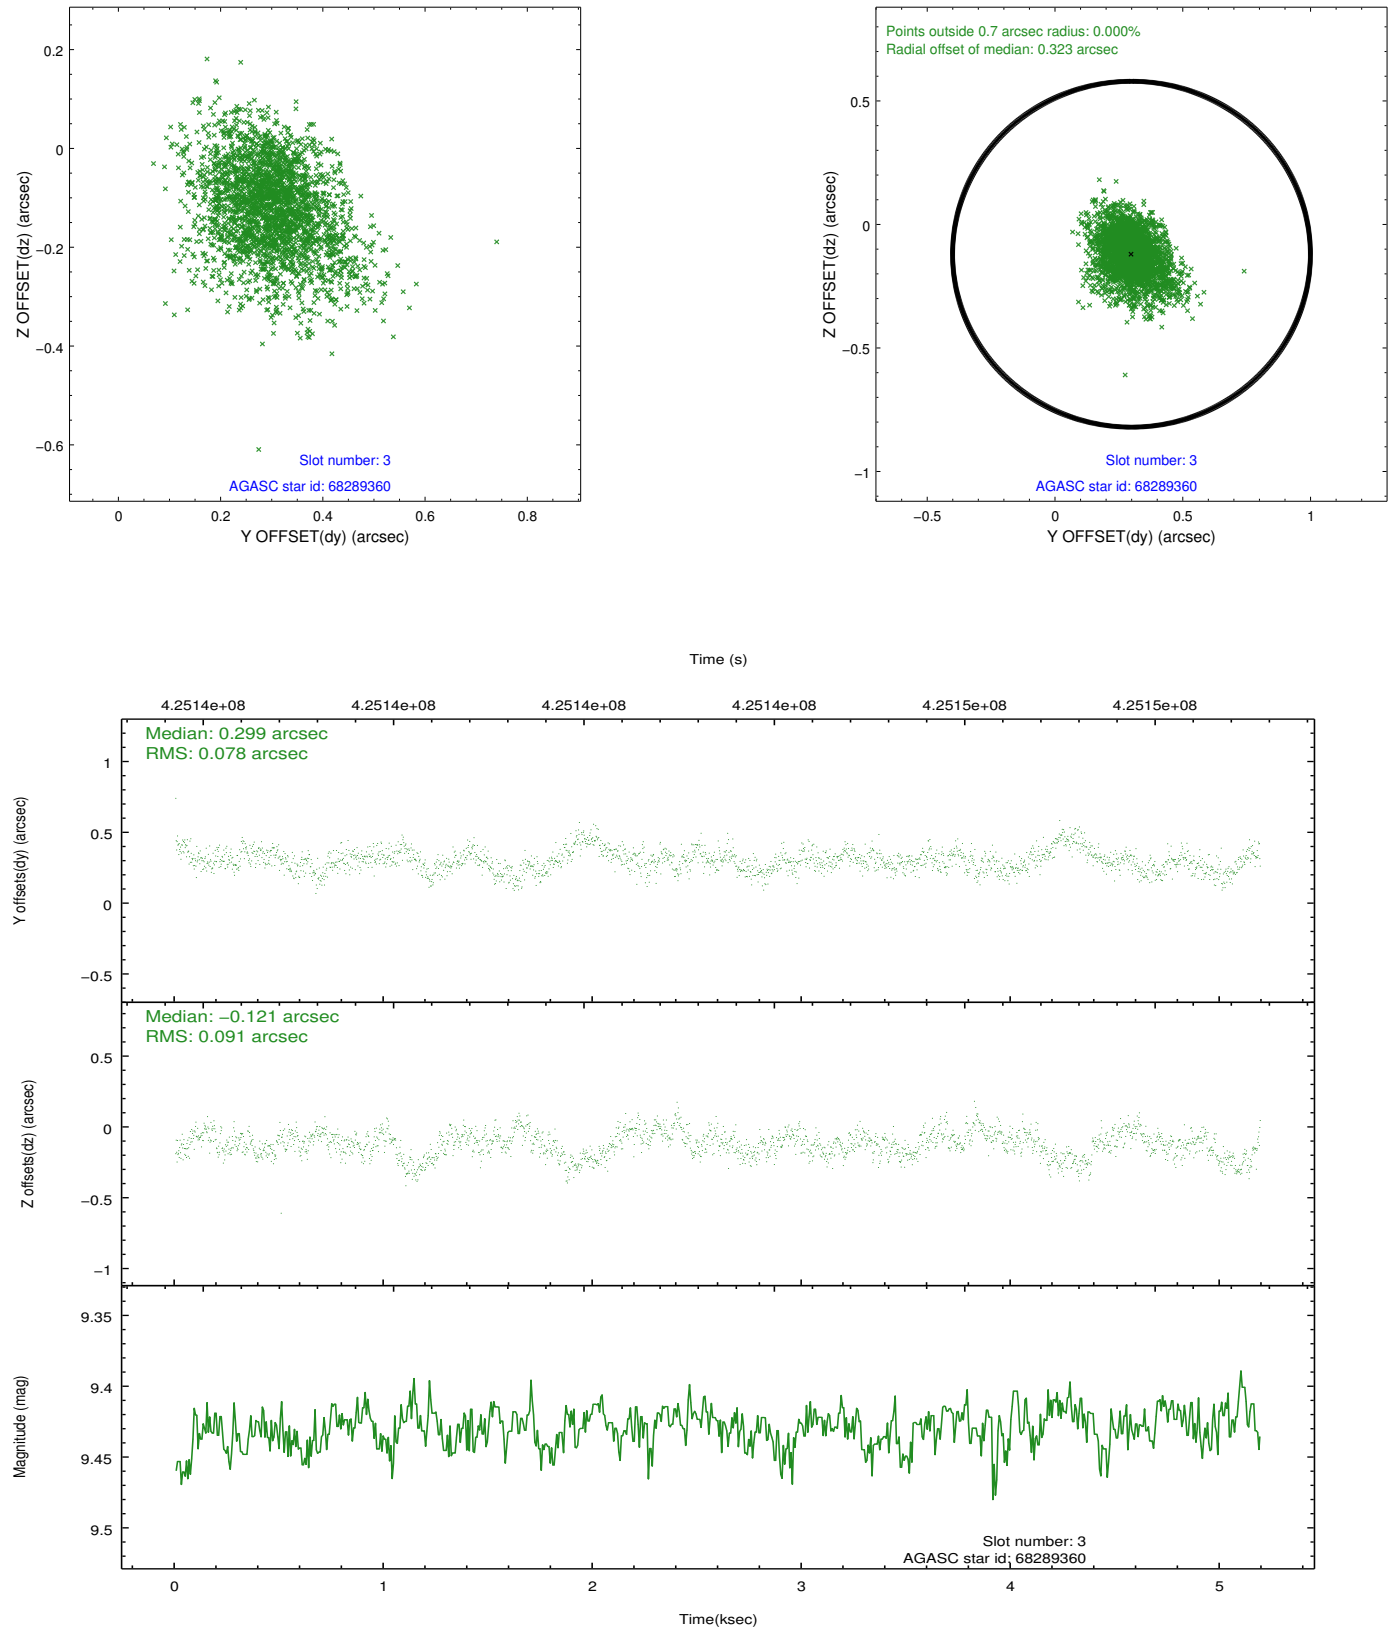 0.2
0
−0.2
−0.4
−0.6
Z OFFSET(dz) (arcsec)
Slot number: 3
AGASC star id: 68289360
0 0.2 0.4 0.6 0.8
Y OFFSET(dy) (arcsec)
Points outside 0.7 arcsec radius: 0.000%
Radial offset of median: 0.323 arcsec
0.5
0
−0.5
−1
Z OFFSET(dz) (arcsec)
Slot number: 3
AGASC star id: 68289360
−0.5 0 0.5 1
Y OFFSET(dy) (arcsec)
Time (s)
4.2514e+08 4.2514e+08 4.2514e+08 4.2514e+08 4.2515e+08 4.2515e+08
Median: 0.299 arcsec
RMS: 0.078 arcsec
1
0.5
0
−0.5
Y offsets(dy) (arcsec)
Median: −0.121 arcsec
RMS: 0.091 arcsec
0.5
0
−0.5
−1
Z offsets(dz) (arcsec)
9.35
9.4
9.45
9.5
Magnitude (mag)
Slot number: 3
AGASC star id: 68289360
0 1 2 3 4 5
Time(ksec)